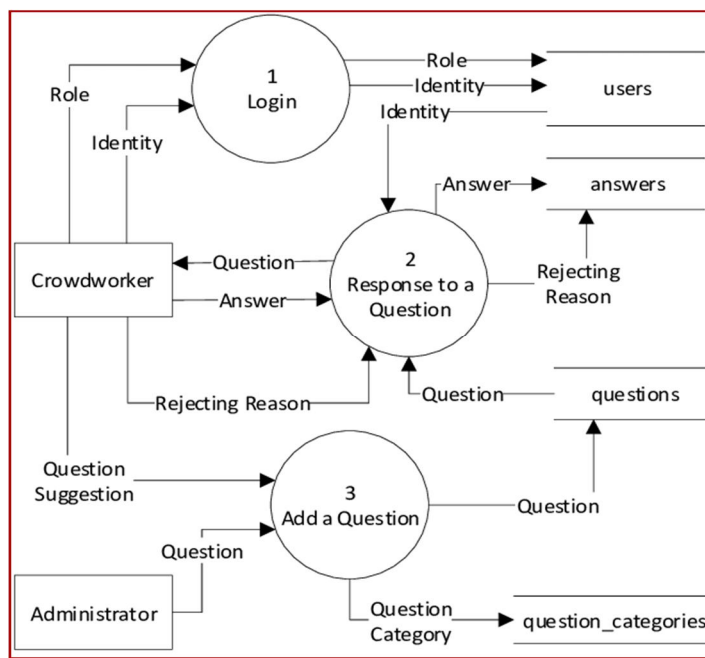 1
Login
Role
Identity
Role
Identity
Identity
users
Answer
answers
Crowdworker
Question
Answer
2
Response to a
Question
Rejecting
Reason
Rejecting Reason
Question
questions
Question
Suggestion
3
Add a Question
Question
Question
Administrator
Question
Category
question_categories